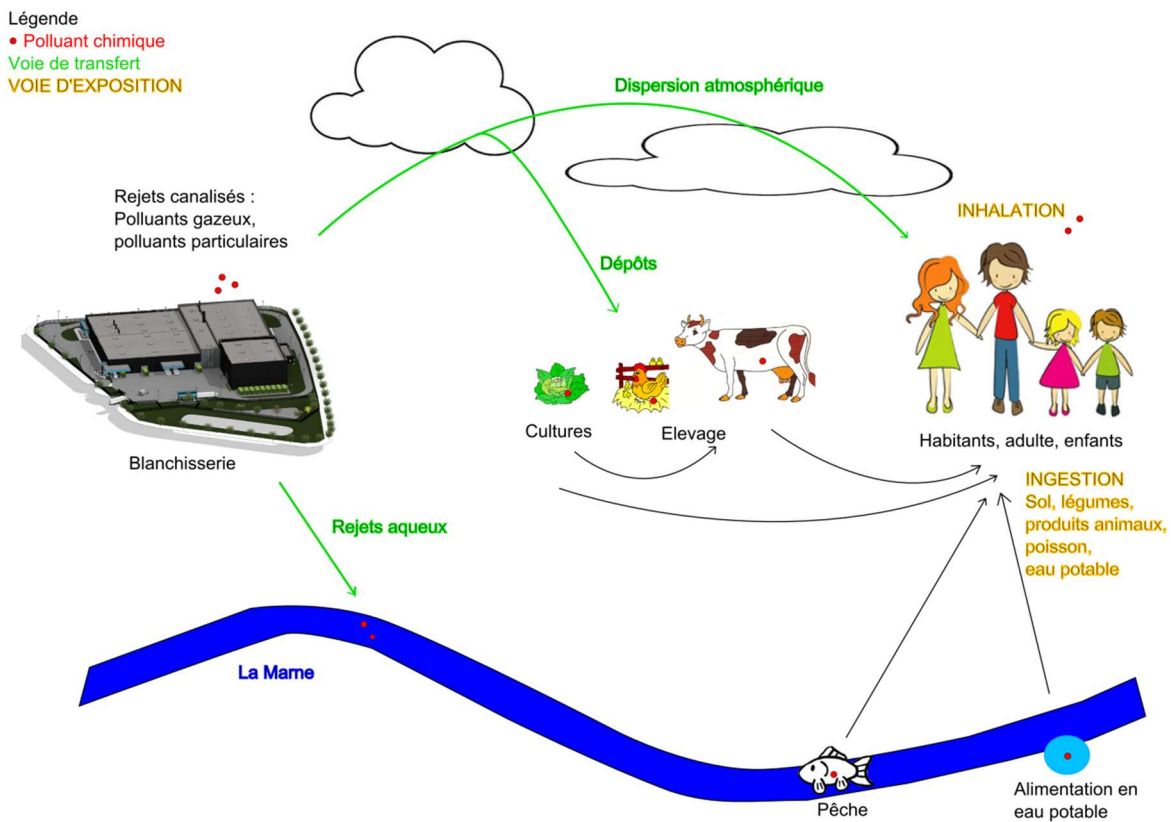 Légende
Polluant chimique
Voie de transfert
VOIE D'EXPOSITION
Dispersion atmosphérique
Rejets canalisés :
Polluants gazeux,
polluants particulaires
INHALATION
Dépôts
Cultures
Elevage
Habitants, adulte, enfants
Blanchisserie
INGESTION
Sol, légumes,
produits animaux,
poisson,
eau potable
Rejets aqueux
La Marne
Pêche
Alimentation en
eau potable